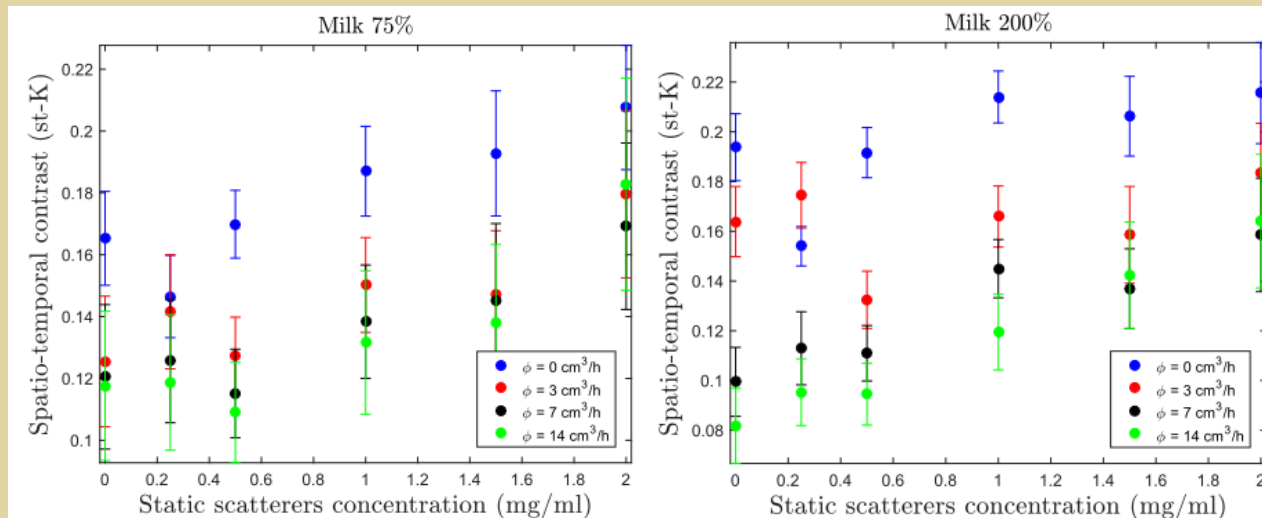 Milk 75%
Spatio-temporal contrast (st-K)
0.22
0.2
0.18
0.16
0.14
0.12
0.1
ϕ = 0 cm³/h
ϕ = 3 cm³/h
ϕ = 7 cm³/h
ϕ = 14 cm³/h
0 0.2 0.4 0.6 0.8 1 1.2 1.4 1.6 1.8 2
Static scatterers concentration (mg/ml)
Milk 200%
Spatio-temporal contrast (st-K)
0.22
0.2
0.18
0.16
0.14
0.12
0.1
0.08
ϕ = 0 cm³/h
ϕ = 3 cm³/h
ϕ = 7 cm³/h
ϕ = 14 cm³/h
0 0.2 0.4 0.6 0.8 1 1.2 1.4 1.6 1.8 2
Static scatterers concentration (mg/ml)